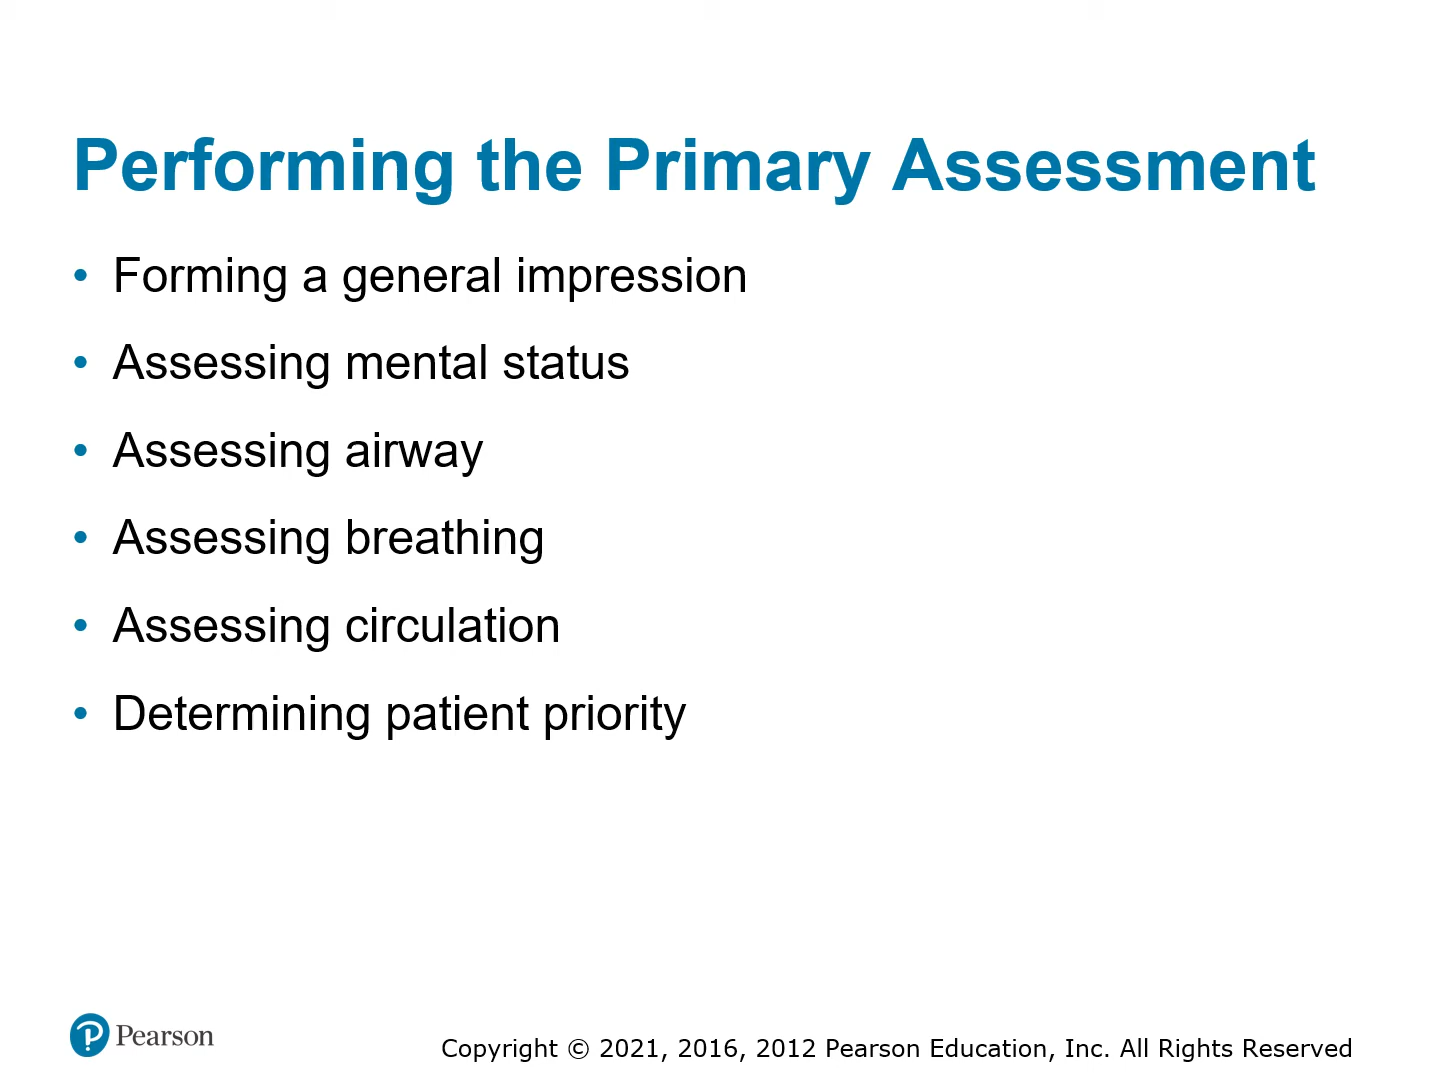 Performing the Primary Assessment
• Forming a general impression
• Assessing mental status
• Assessing airway
• Assessing breathing
• Assessing circulation
• Determining patient priority
Pearson
Copyright © 2021, 2016, 2012 Pearson Education, Inc. All Rights Reserved